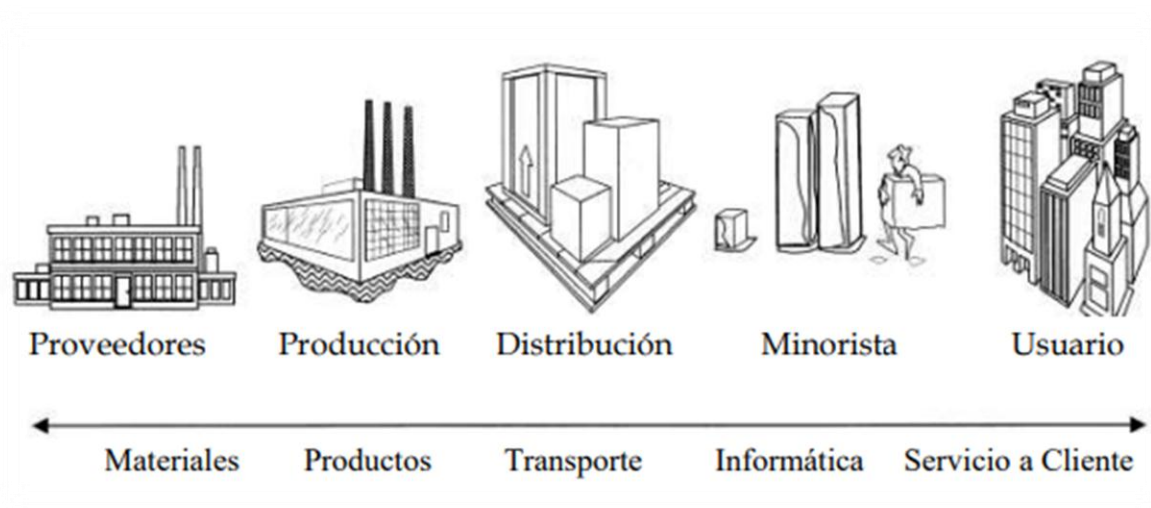 Proveedores Producción Distribución Minorista Usuario
Materiales Productos Transporte Informática Servicio a Cliente